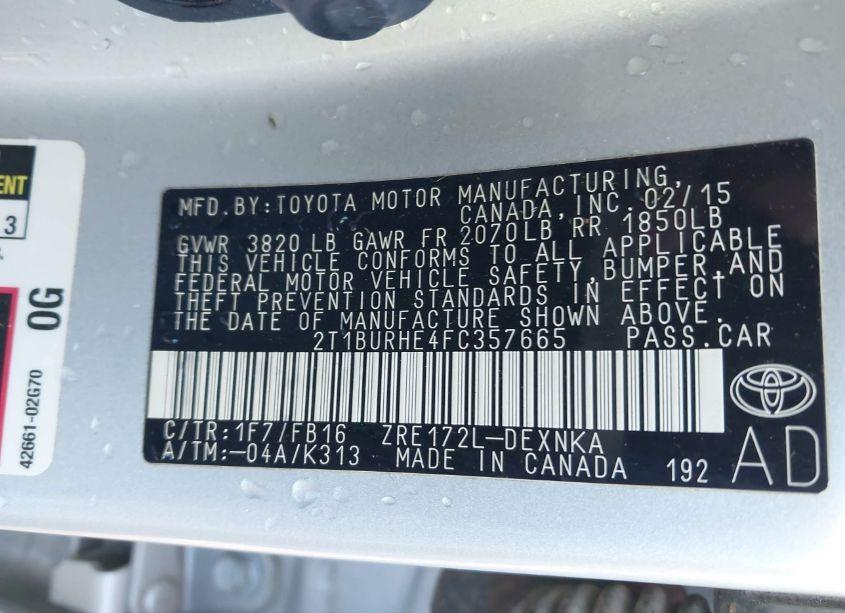 MFD. BY: TOYOTA MOTOR MANUFACTURING,
CANADA, INC. 02/15
GVWR 3820 LB GAWR FR 2070LB RR 1850LB
THIS VEHICLE CONFORMS TO ALL APPLICABLE
FEDERAL MOTOR VEHICLE SAFETY, BUMPER, AND
THEFT PREVENTION STANDARDS IN EFFECT ON
THE DATE OF MANUFACTURE SHOWN ABOVE.
2T1BURHE4FC357665 PASS.CAR
C/TR: 1F7/FB16 ZRE172L-DEXNKA
A/TM:-04A/K313 MADE IN CANADA 192
AD
ENT
3
0G
42661-02G70